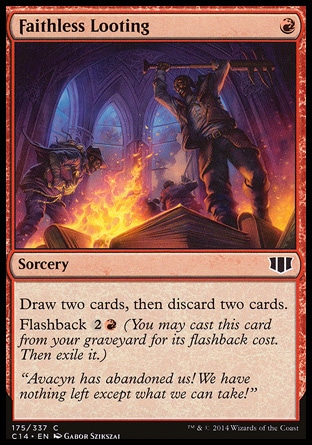 Faithless Looting
Sorcery
Draw two cards, then discard two cards.
Flashback 2 (You may cast this card
from your graveyard for its flashback cost.
Then exile it.)
"Avacyn has abandoned us! We have
nothing left except what we can take!"
175/337 C
C14 • EN Gabor Szikszai
™ & © 2014 Wizards of the Coast